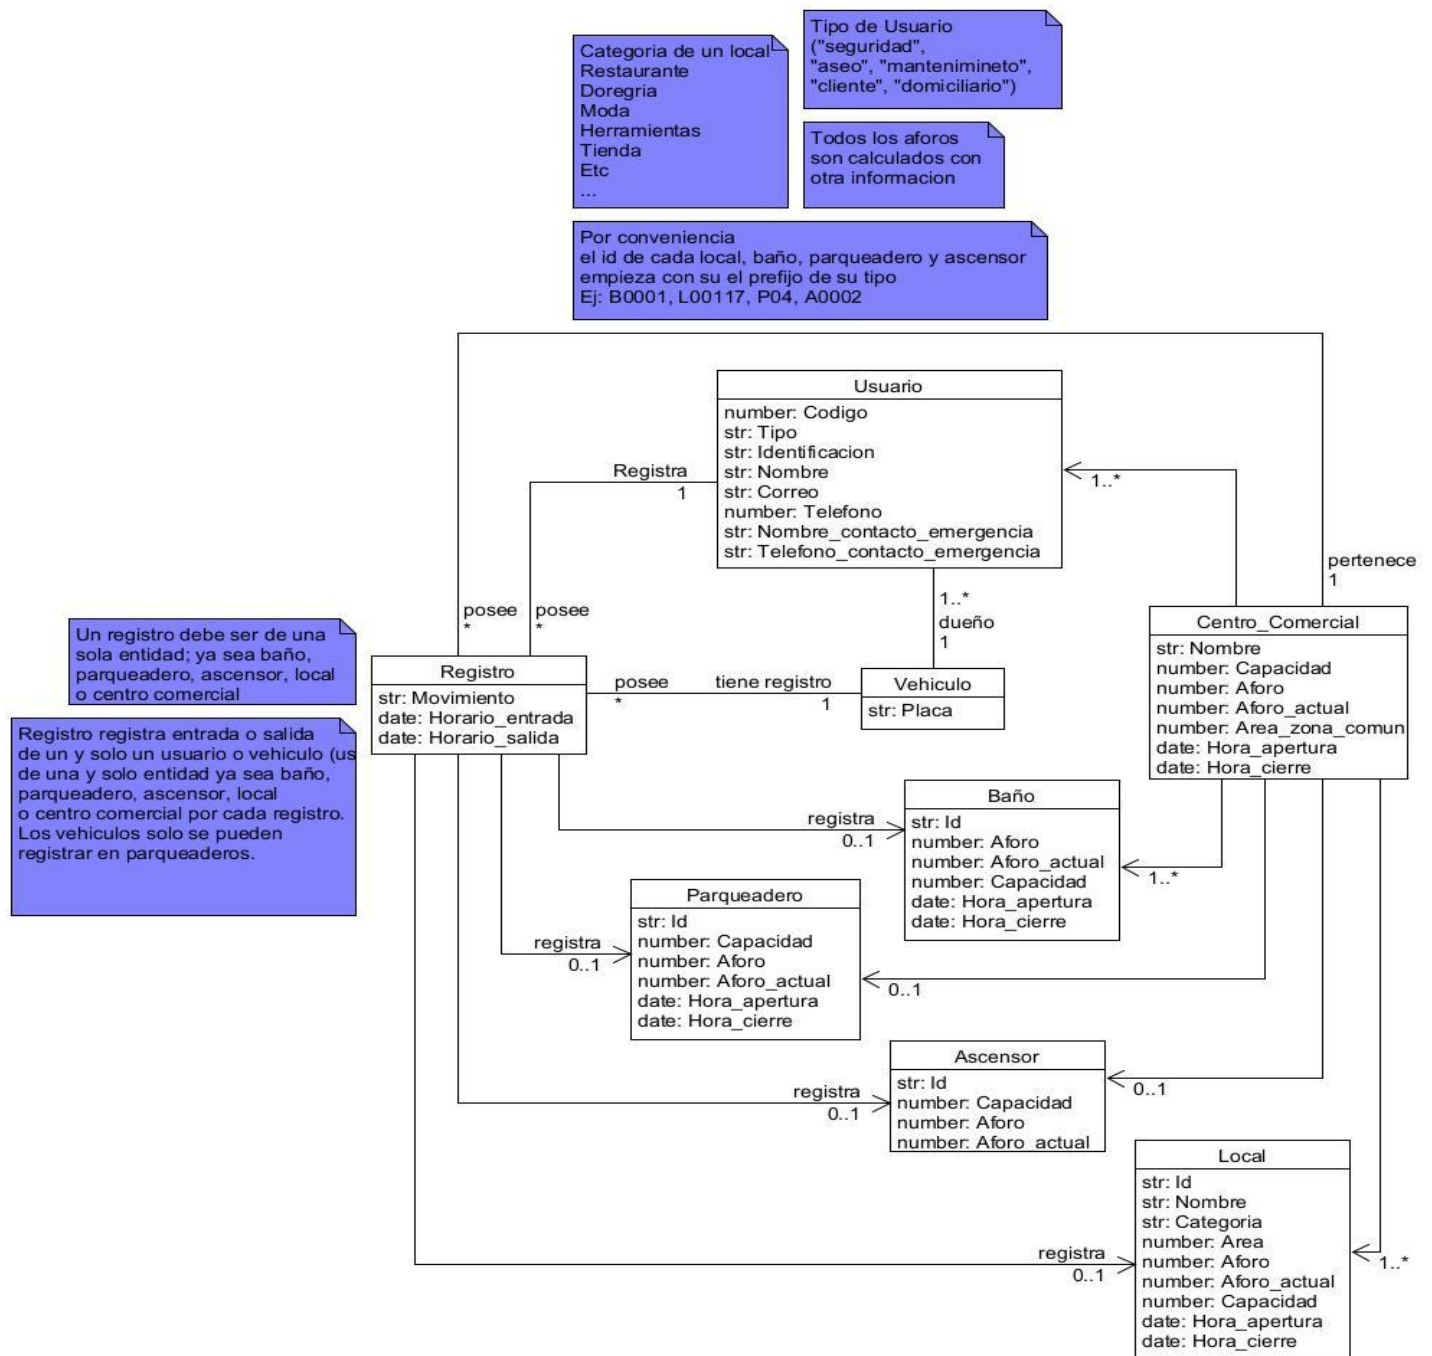 Categoria de un local
Restaurante
Doregria
Moda
Herramientas
Tienda
Etc
...
Tipo de Usuario
("seguridad",
"aseo", "mantenimineto",
"cliente", "domiciliario")
Todos los aforos
son calculados con
otra informacion
Por conveniencia
el id de cada local, baño, parqueadero y ascensor
empieza con su el prefijo de su tipo
Ej: B0001, L00117, P04, A0002
Usuario
number: Codigo
str: Tipo
str: Identificacion
str: Nombre
str: Correo
number: Telefono
str: Nombre_contacto_emergencia
str: Telefono_contacto_emergencia
Registra
1
1..*
pertenece
1
posee
*
posee
*
1..*
dueño
1
Un registro debe ser de una
sola entidad; ya sea baño,
parqueadero, ascensor, local
o centro comercial
Registro registra entrada o salida
de un y solo un usuario o vehiculo (us
de una y solo entidad ya sea baño,
parqueadero, ascensor, local
o centro comercial por cada registro.
Los vehiculos solo se pueden
registrar en parqueaderos.
Registro
str: Movimiento
date: Horario_entrada
date: Horario_salida
posee
*
tiene registro
1
Vehiculo
str: Placa
Centro_Comercial
str: Nombre
number: Capacidad
number: Aforo
number: Aforo_actual
number: Area_zona_comun
date: Hora_apertura
date: Hora_cierre
registra
0..1
Baño
str: Id
number: Aforo
number: Aforo_actual
number: Capacidad
date: Hora_apertura
date: Hora_cierre
1..*
registra
0..1
Parqueadero
str: Id
number: Capacidad
number: Aforo
number: Aforo_actual
date: Hora_apertura
date: Hora_cierre
0..1
registra
0..1
Ascensor
str: Id
number: Capacidad
number: Aforo
number: Aforo_actual
0..1
registra
0..1
Local
str: Id
str: Nombre
str: Categoria
number: Area
number: Aforo
number: Aforo_actual
number: Capacidad
date: Hora_apertura
date: Hora_cierre
1..*